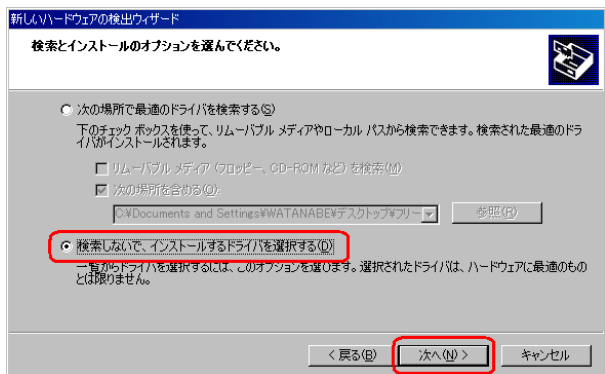 新しいハードウェアの検出ウィザード
検索とインストールのオプションを選んでください。
次の場所で最適のドライバを検索する(S)
下のチェック ボックスを使って、リムーバブル メディアやローカル パスから検索できます。検索された最適のドラ
イバがインストールされます。
リムーバブル メディア (フロッピー、CD-ROM など) を検索(M)
次の場所を含める(O):
C:¥Documents and Settings¥WATANABE¥デスクトップ¥フリー
参照(R)
検索しないで、インストールするドライバを選択する(D)
一覧からドライバを選択するには、このオプションを選びます。選択されたドライバは、ハードウェアに最適のもの
とは限りません。
< 戻る(B)
次へ(N) >
キャンセル